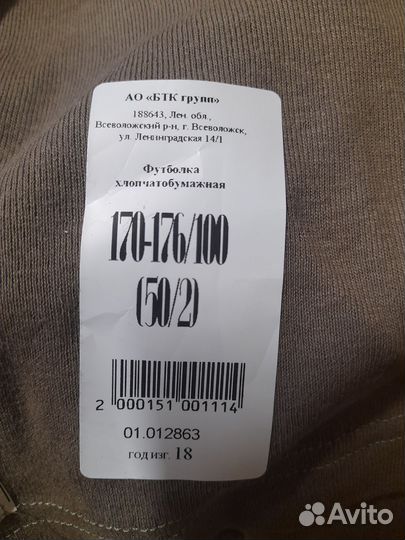 АО «БТК групп»
188643, Лен. обл.,
Всеволожский р-н, г. Всеволожск,
ул. Ленинградская 14/1
Футболка
хлопчатобумажная
170-176/100
(50/2)
2 000151 001114
01.012863
год изг. 18
Avito